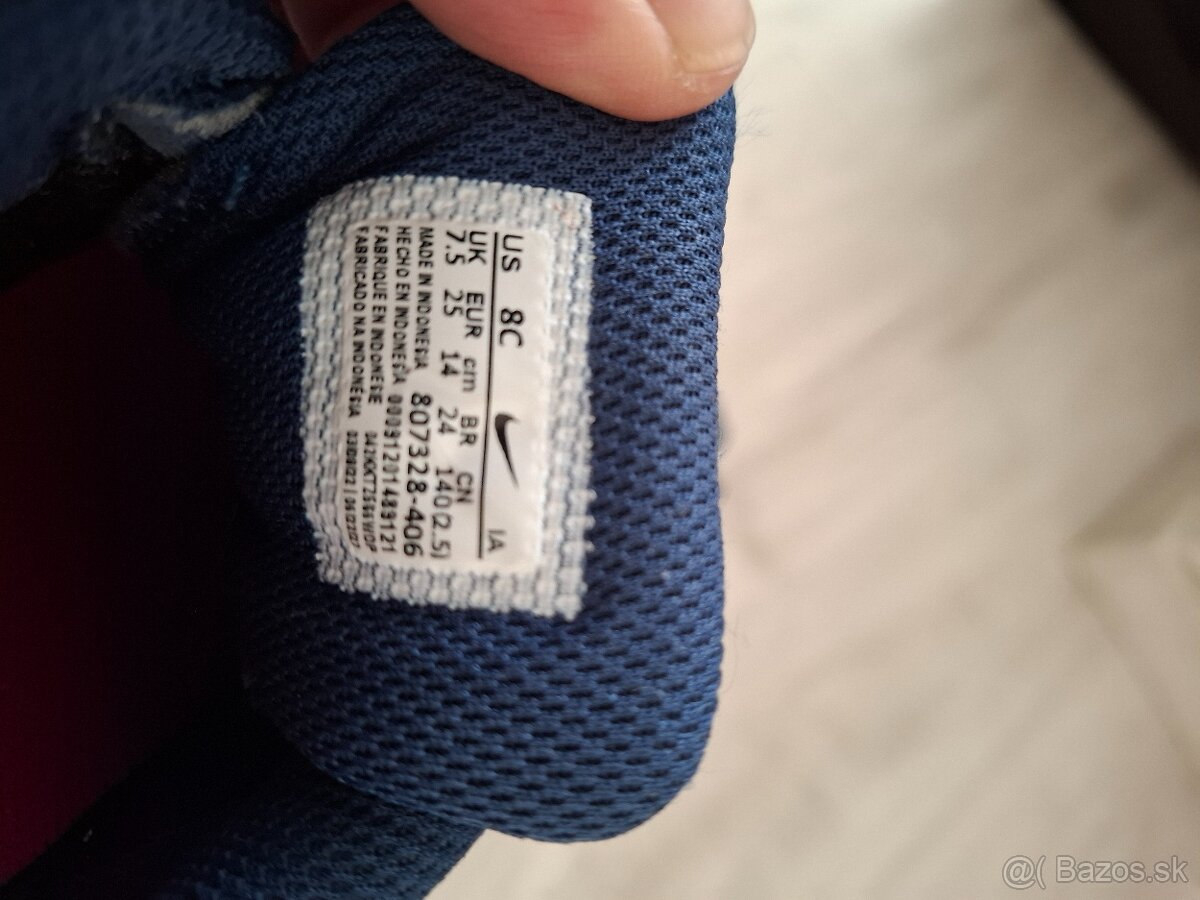 US 8C IA
UK EUR cm BR CN
7.5 25 14 24 140(2.5)
MADE IN INDONESIA 807328-406
HECHO EN INDONESIA 00091201489121
FABRIQUE EN INDONESIE
FABRICADO NA INDONESIA
@( Bazos.sk